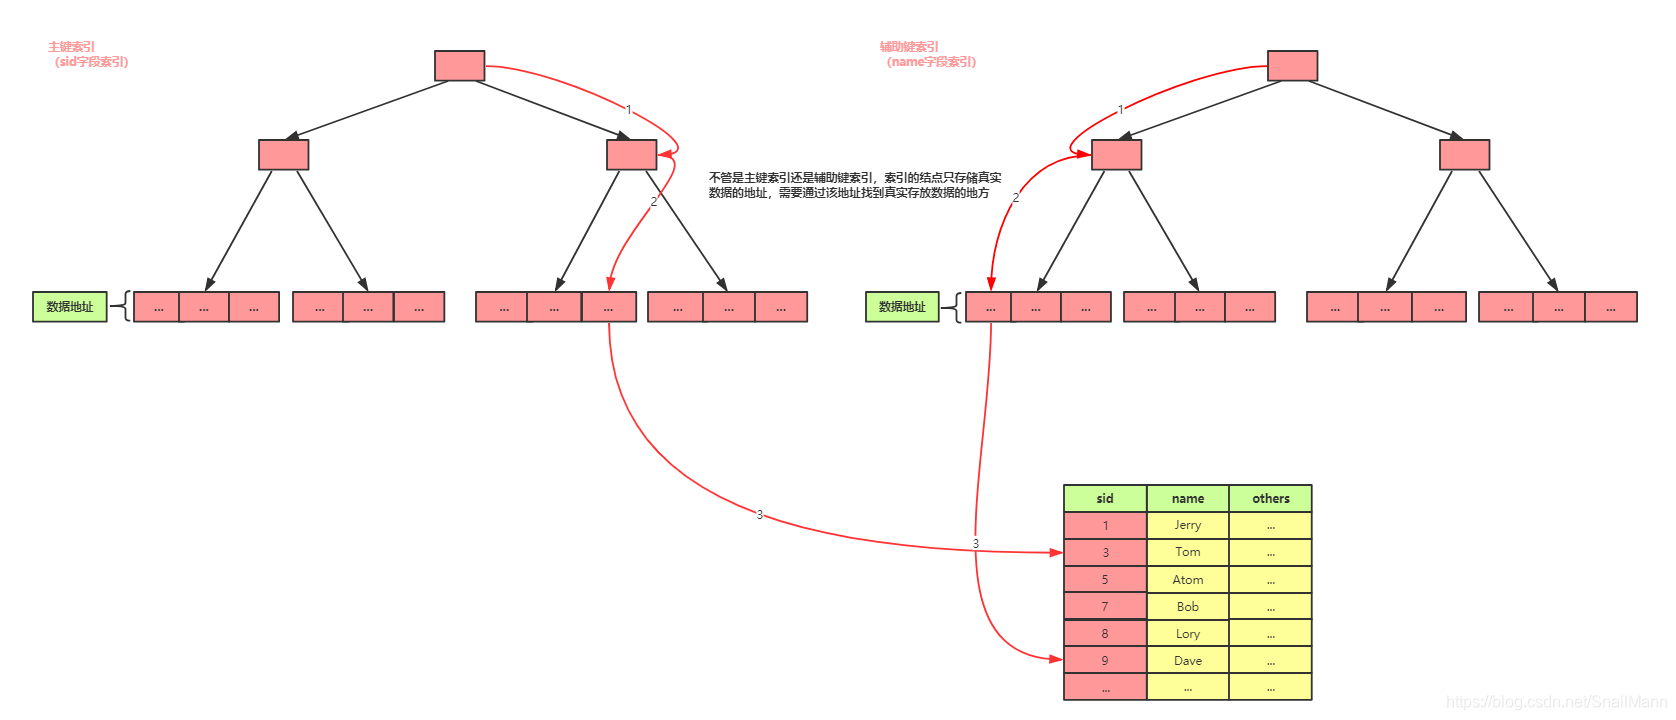 主键索引
（sid字段索引）
辅助键索引
（name字段索引）
1
1
不管是主键索引还是辅助键索引，索引的结点只存储真实
数据的地址，需要通过该地址找到真实存放数据的地方
2
2
数据地址
... ... ... ... ... ... ... ... ... ... ... ...
数据地址
... ... ... ... ... ... ... ... ... ... ... ...
3
3
sid name others
1 Jerry ...
3 Tom ...
5 Atom ...
7 Bob ...
8 Lory ...
9 Dave ...
... ... ...
https://blog.csdn.net/SnailMann